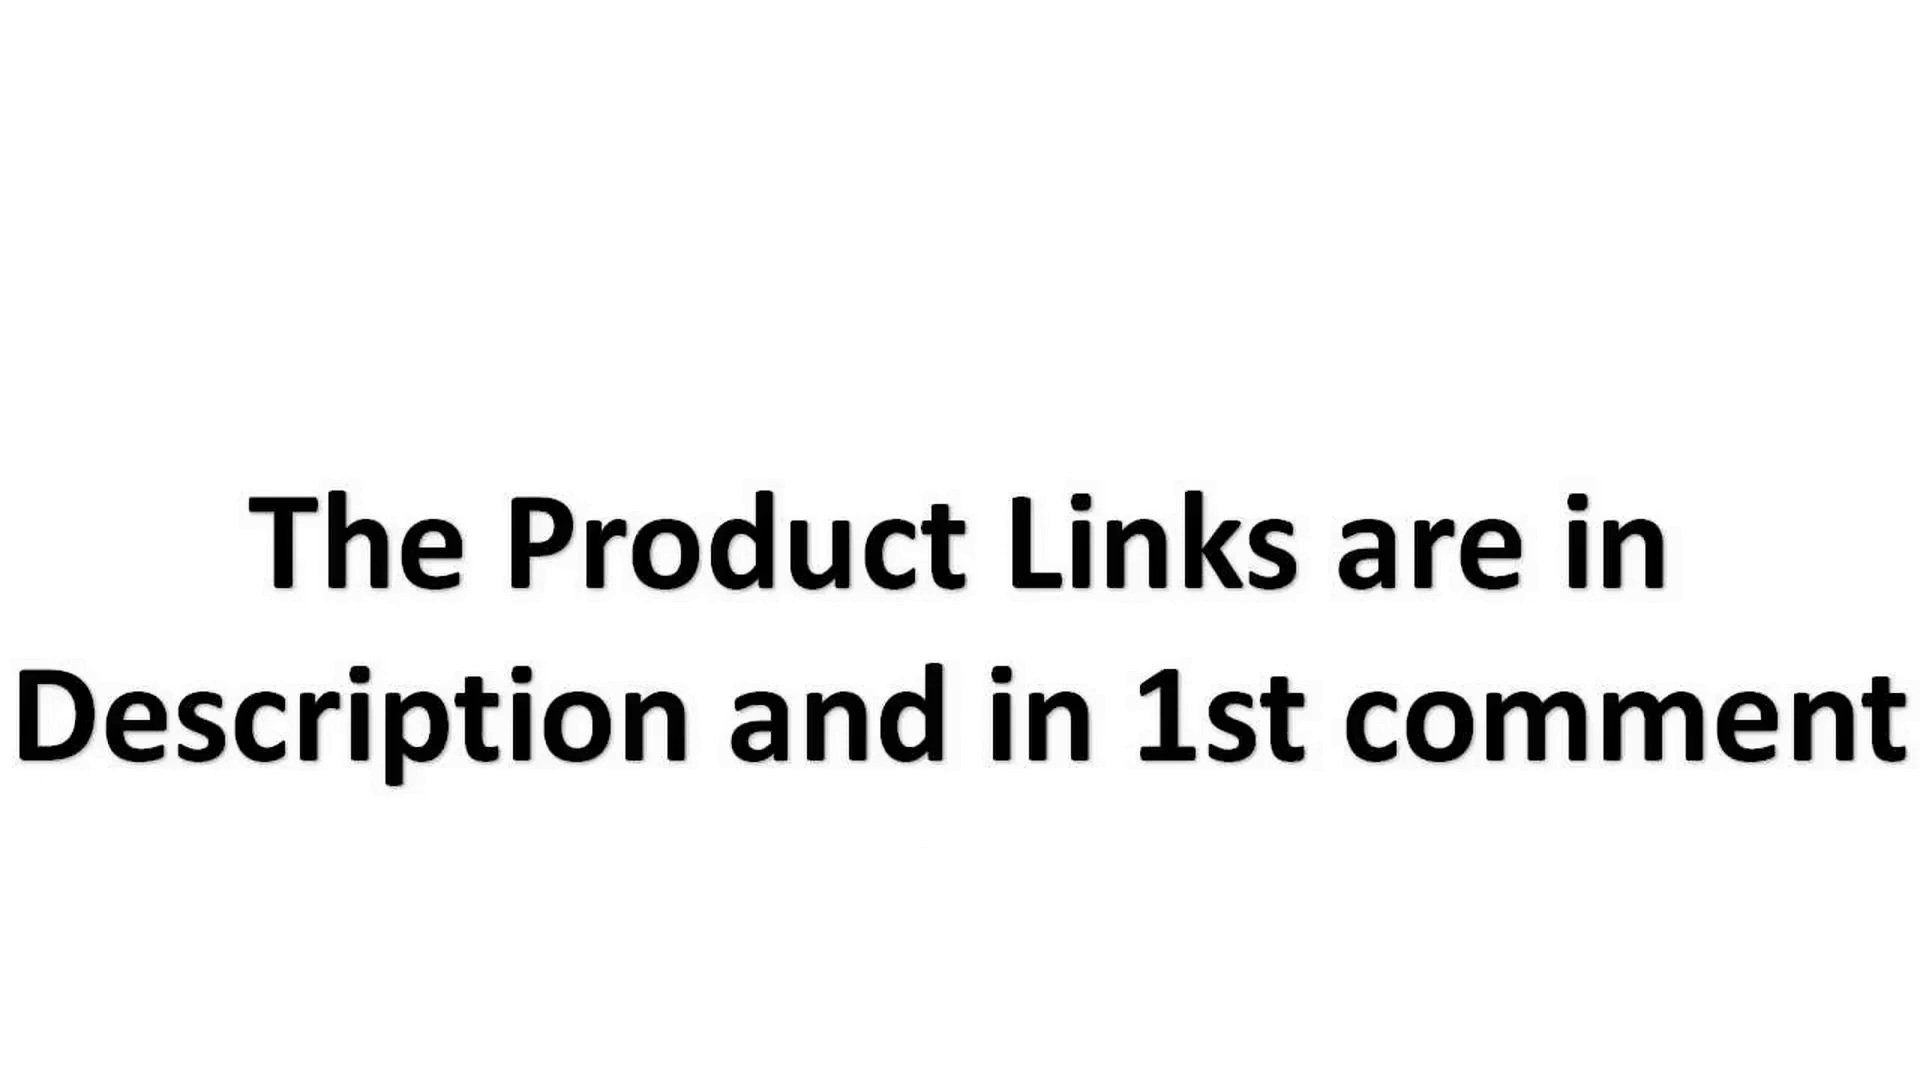 The Product Links are in
Description and in 1st comment